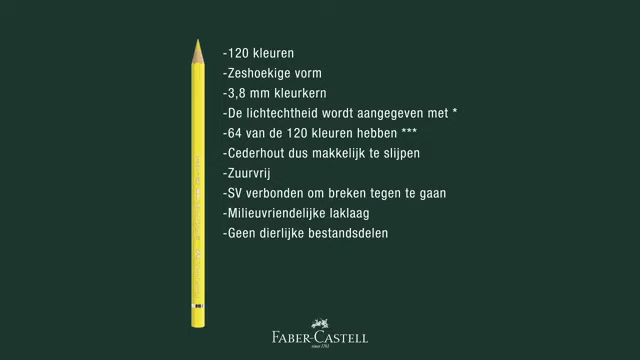 -120 kleuren
-Zeshoekige vorm
-3,8 mm kleurkern
-De lichtechtheid wordt aangegeven met *
-64 van de 120 kleuren hebben ***
-Cederhout dus makkelijk te slijpen
-Zuurvrij
-SV verbonden om breken tegen te gaan
-Milieuvriendelijke laklaag
-Geen dierlijke bestandsdelen
FABER-CASTELL
since 1761